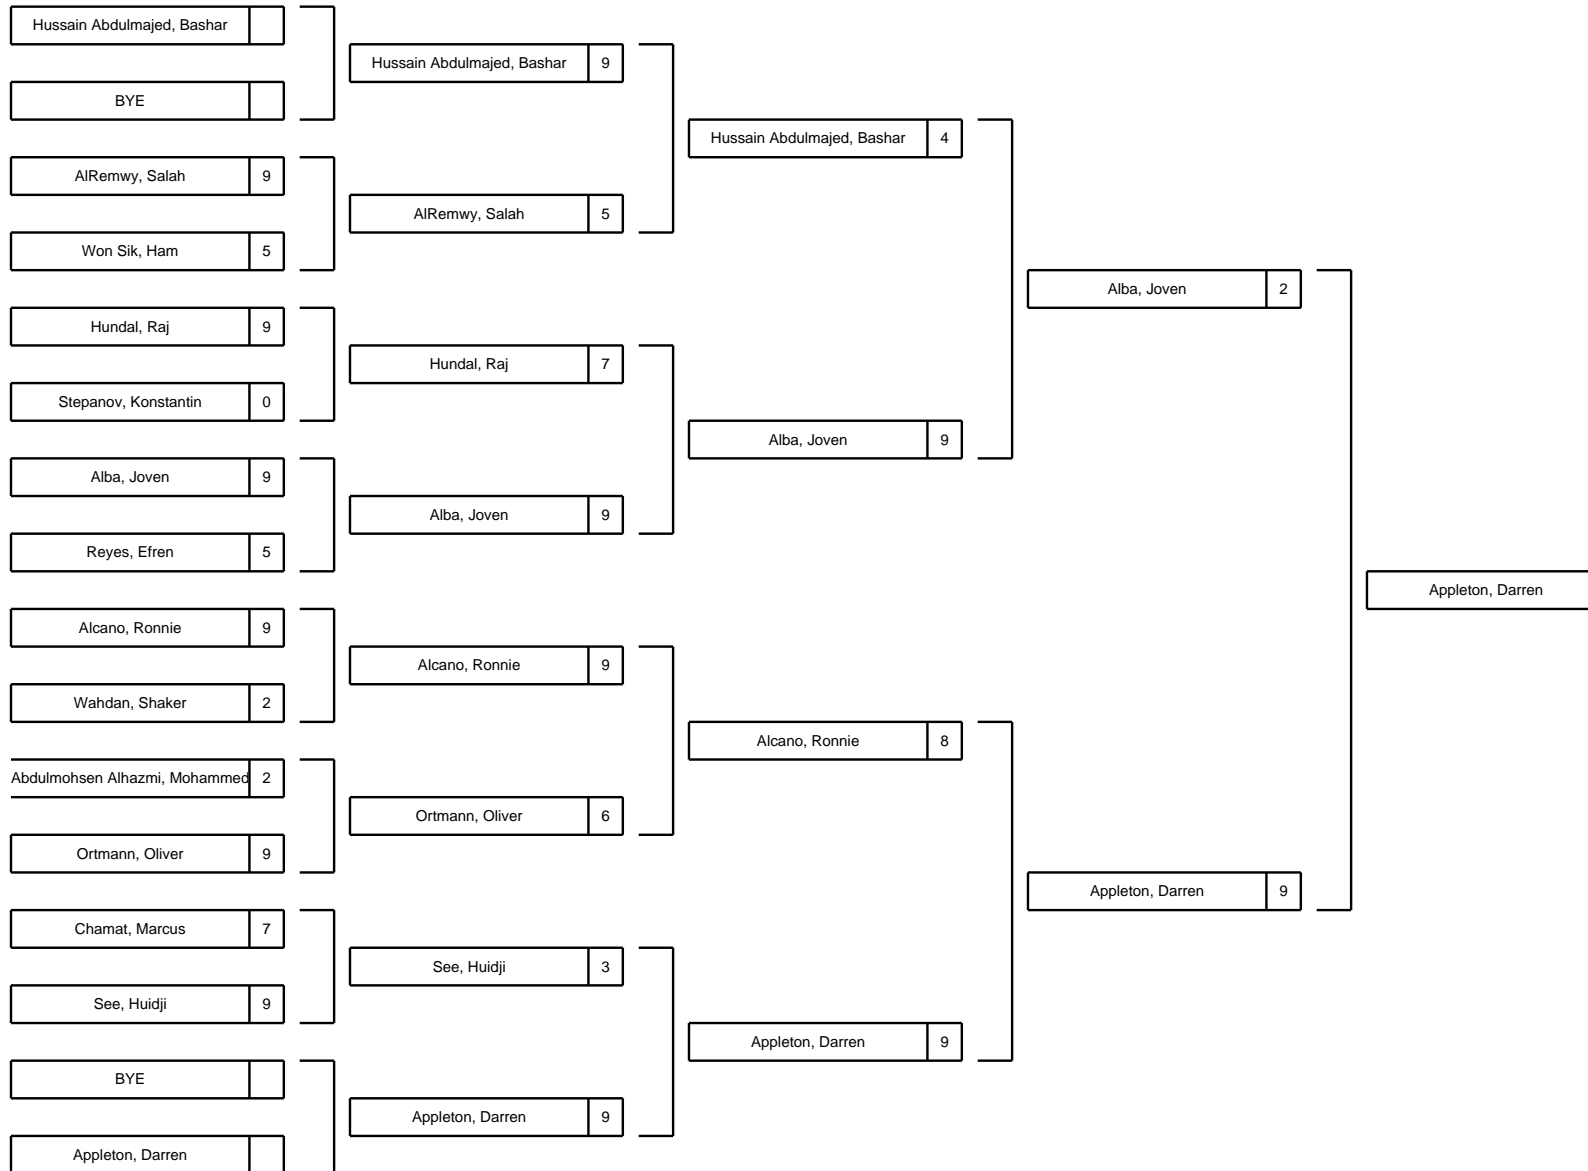 Hussain Abdulmajed, Bashar
BYE
AlRemwy, Salah 9
Won Sik, Ham 5
Hundal, Raj 9
Stepanov, Konstantin 0
Alba, Joven 9
Reyes, Efren 5
Alcano, Ronnie 9
Wahdan, Shaker 2
Abdulmohsen Alhazmi, Mohammed 2
Ortmann, Oliver 9
Chamat, Marcus 7
See, Huidji 9
BYE
Appleton, Darren
Hussain Abdulmajed, Bashar 9
AlRemwy, Salah 5
Hundal, Raj 7
Alba, Joven 9
Alcano, Ronnie 9
Ortmann, Oliver 6
See, Huidji 3
Appleton, Darren 9
Hussain Abdulmajed, Bashar 4
Alba, Joven 9
Alcano, Ronnie 8
Appleton, Darren 9
Alba, Joven 2
Appleton, Darren 9
Appleton, Darren